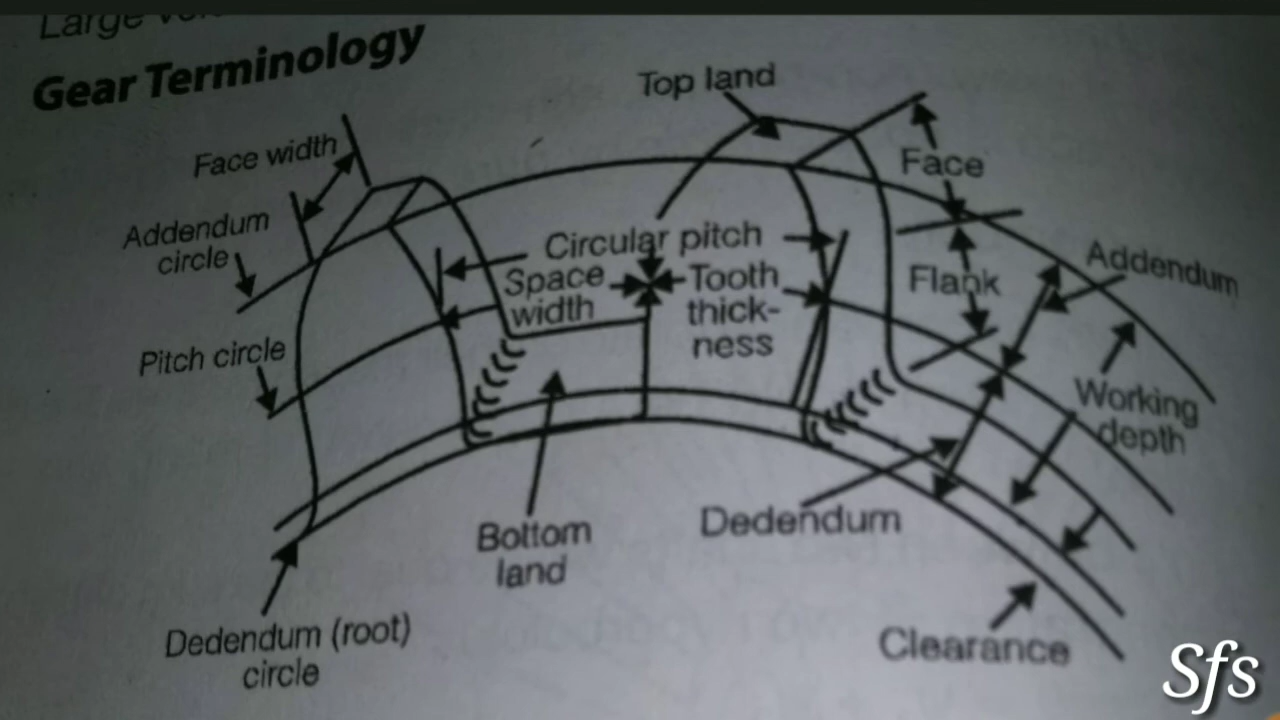 Large
Gear Terminology
Top land
Face width
Face
Addendum
circle
Circular pitch
Addendum
Space
width
Tooth
thick-
ness
Flank
Pitch circle
Working
depth
Bottom
land
Dedendum
Dedendum (root)
circle
Clearance
Sfs